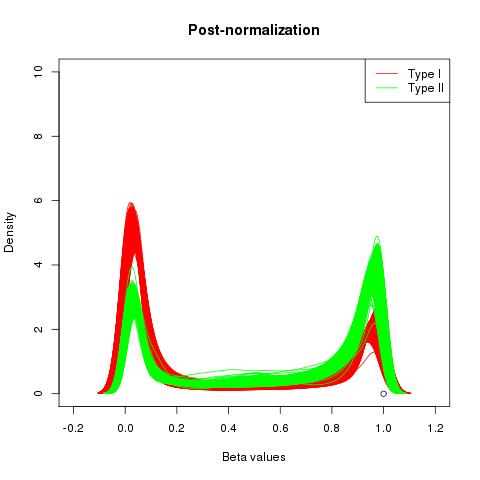 Post-normalization
Type I
Type II
10
8
6
4
2
0
Density
-0.2 0.0 0.2 0.4 0.6 0.8 1.0 1.2
Beta values